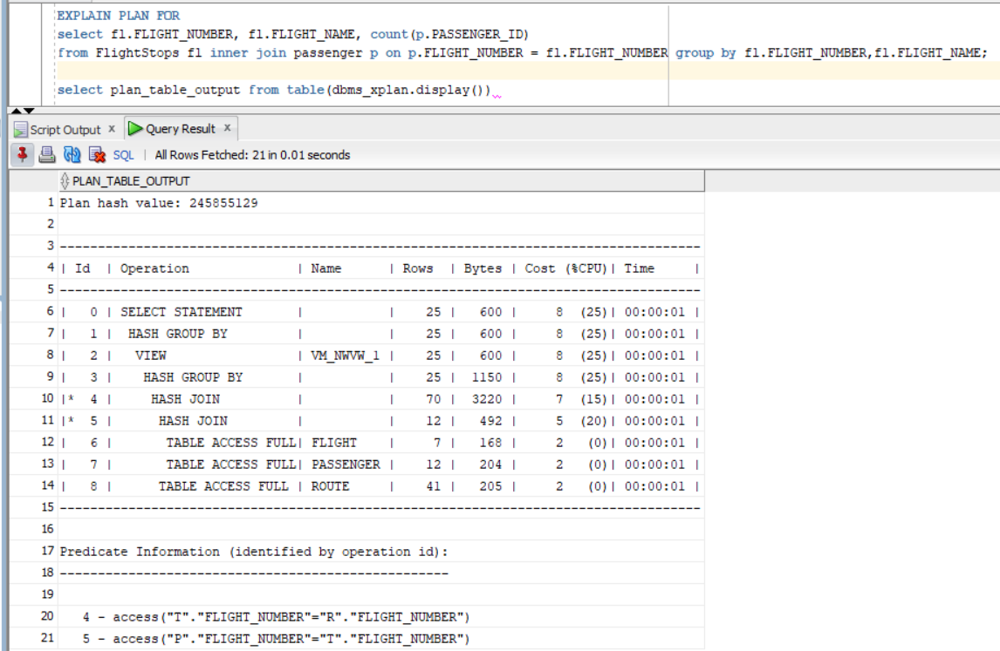 EXPLAIN PLAN FOR
select fl.FLIGHT_NUMBER, fl.FLIGHT_NAME, count(p.PASSENGER_ID)
from FlightStops fl inner join passenger p on p.FLIGHT_NUMBER = fl.FLIGHT_NUMBER group by fl.FLIGHT_NUMBER,fl.FLIGHT_NAME;
select plan_table_output from table(dbms_xplan.display())
Script Output x Query Result x
SQL | All Rows Fetched: 21 in 0.01 seconds
PLAN_TABLE_OUTPUT
1 Plan hash value: 245855129
2
3 --------------------------------------------------------------------------------------
4 | Id  | Operation              | Name      | Rows  | Bytes | Cost (%CPU)| Time     |
5 --------------------------------------------------------------------------------------
6 |   0 | SELECT STATEMENT       |           |    25 |   600 |     8  (25)| 00:00:01 |
7 |   1 |  HASH GROUP BY         |           |    25 |   600 |     8  (25)| 00:00:01 |
8 |   2 |   VIEW                 | VM_NWVW_1 |    25 |   600 |     8  (25)| 00:00:01 |
9 |   3 |    HASH GROUP BY       |           |    25 |  1150 |     8  (25)| 00:00:01 |
10 |*  4 |     HASH JOIN          |           |    70 |  3220 |     7  (15)| 00:00:01 |
11 |*  5 |      HASH JOIN         |           |    12 |   492 |     5  (20)| 00:00:01 |
12 |   6 |       TABLE ACCESS FULL| FLIGHT    |     7 |   168 |     2   (0)| 00:00:01 |
13 |   7 |       TABLE ACCESS FULL| PASSENGER |    12 |   204 |     2   (0)| 00:00:01 |
14 |   8 |      TABLE ACCESS FULL | ROUTE     |    41 |   205 |     2   (0)| 00:00:01 |
15 --------------------------------------------------------------------------------------
16
17 Predicate Information (identified by operation id):
18 ---------------------------------------------------
19
20    4 - access("T"."FLIGHT_NUMBER"="R"."FLIGHT_NUMBER")
21    5 - access("P"."FLIGHT_NUMBER"="T"."FLIGHT_NUMBER")